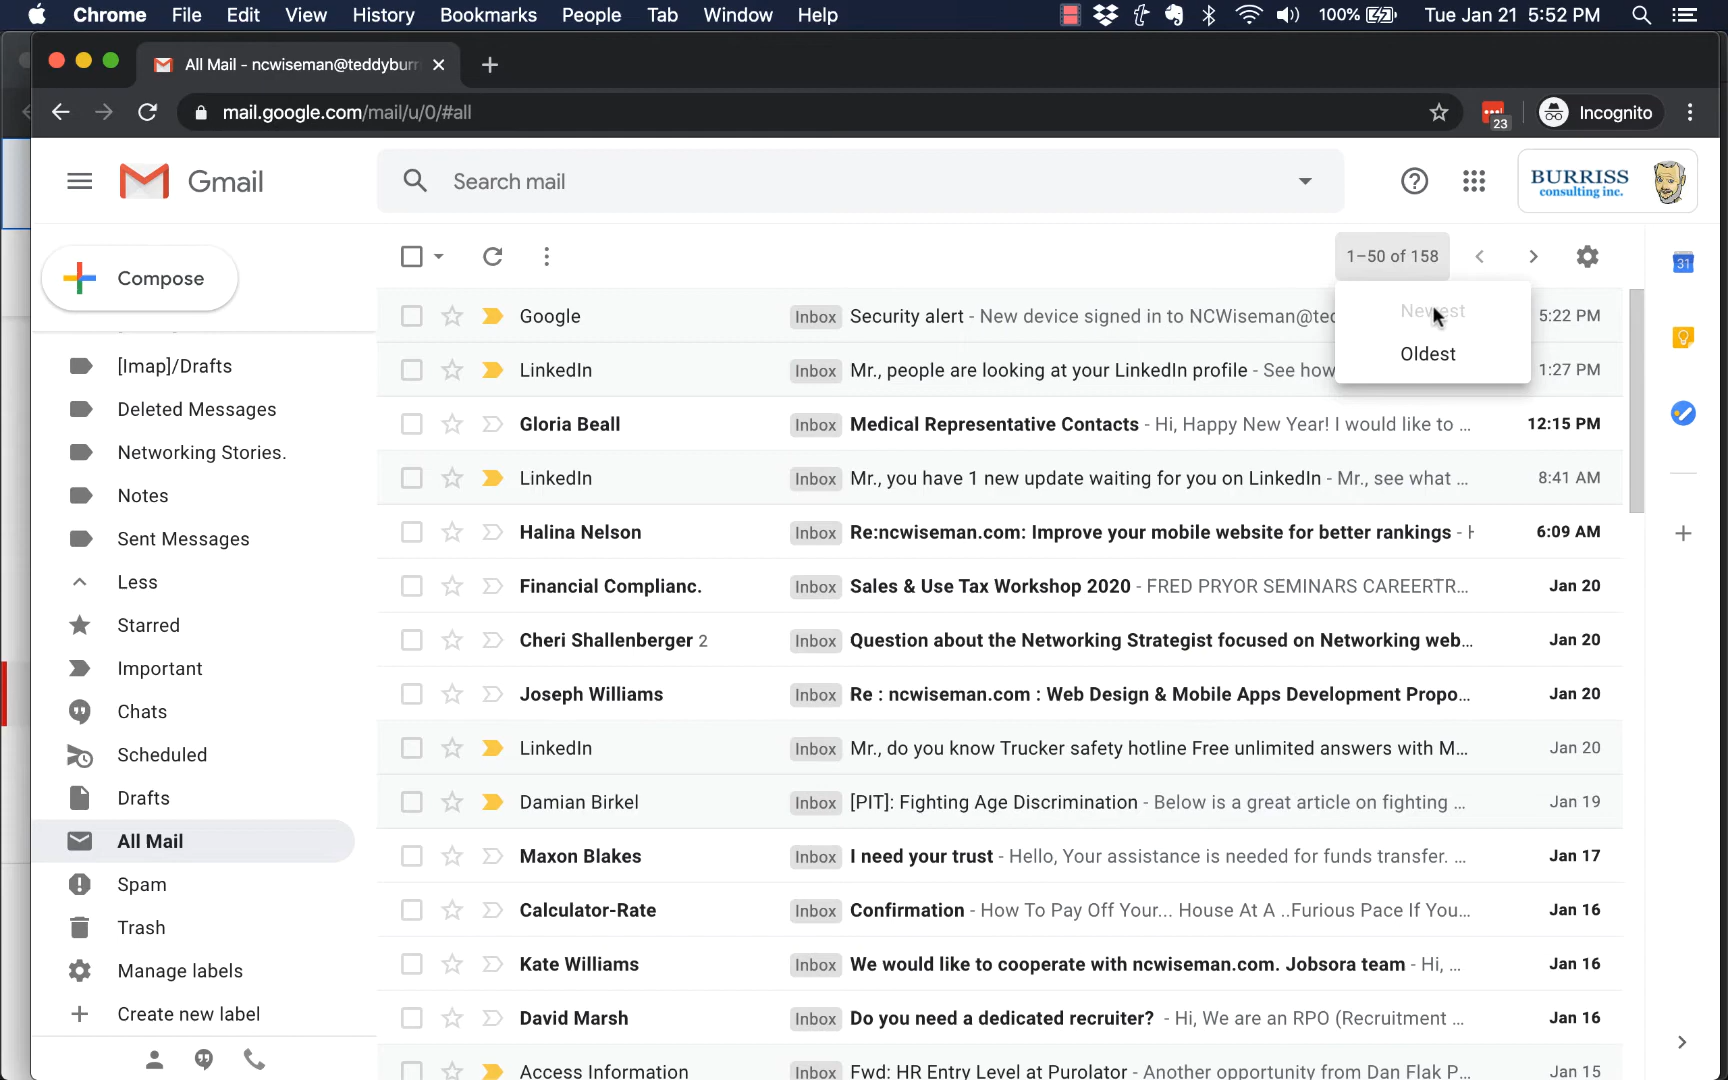 Chrome File Edit View History Bookmarks People Tab Window Help 100% Tue Jan 21 5:52 PM
All Mail - ncwiseman@teddyburr
mail.google.com/mail/u/0/#all 23 Incognito
Gmail Search mail BURRISS
consulting inc.
Compose 1–50 of 158 31
Newest
Oldest
Google Inbox Security alert - New device signed in to NCWiseman@ted 5:22 PM
LinkedIn Inbox Mr., people are looking at your LinkedIn profile - See how 1:27 PM
Gloria Beall Inbox Medical Representative Contacts - Hi, Happy New Year! I would like to ... 12:15 PM
LinkedIn Inbox Mr., you have 1 new update waiting for you on LinkedIn - Mr., see what ... 8:41 AM
Halina Nelson Inbox Re:ncwiseman.com: Improve your mobile website for better rankings - 6:09 AM
Financial Complianc. Inbox Sales & Use Tax Workshop 2020 - FRED PRYOR SEMINARS CAREERTR... Jan 20
Cheri Shallenberger 2 Inbox Question about the Networking Strategist focused on Networking web... Jan 20
Joseph Williams Inbox Re : ncwiseman.com : Web Design & Mobile Apps Development Propo... Jan 20
LinkedIn Inbox Mr., do you know Trucker safety hotline Free unlimited answers with M... Jan 20
Damian Birkel Inbox [PIT]: Fighting Age Discrimination - Below is a great article on fighting ... Jan 19
Maxon Blakes Inbox I need your trust - Hello, Your assistance is needed for funds transfer. ... Jan 17
Calculator-Rate Inbox Confirmation - How To Pay Off Your... House At A ..Furious Pace If You... Jan 16
Kate Williams Inbox We would like to cooperate with ncwiseman.com. Jobsora team - Hi, ... Jan 16
David Marsh Inbox Do you need a dedicated recruiter? - Hi, We are an RPO (Recruitment ... Jan 16
Access Information Inbox Fwd: HR Entry Level at Purolator - Another opportunity from Dan Flak P... Jan 15
[Imap]/Drafts
Deleted Messages
Networking Stories.
Notes
Sent Messages
Less
Starred
Important
Chats
Scheduled
Drafts
All Mail
Spam
Trash
Manage labels
Create new label